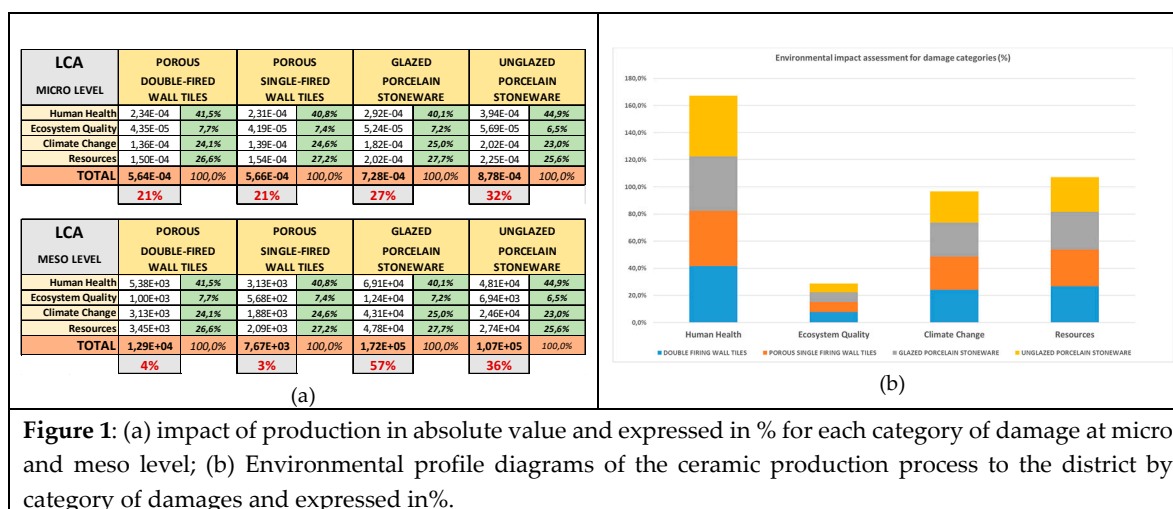 LCA
MICRO LEVEL
POROUS DOUBLE-FIRED WALL TILES
POROUS SINGLE-FIRED WALL TILES
GLAZED PORCELAIN STONEWARE
UNGLAZED PORCELAIN STONEWARE
Human Health 2,34E-04 41,5% 2,31E-04 40,8% 2,92E-04 40,1% 3,94E-04 44,9%
Ecosystem Quality 4,35E-05 7,7% 4,19E-05 7,4% 5,24E-05 7,2% 5,69E-05 6,5%
Climate Change 1,36E-04 24,1% 1,39E-04 24,6% 1,82E-04 25,0% 2,02E-04 23,0%
Resources 1,50E-04 26,6% 1,54E-04 27,2% 2,02E-04 27,7% 2,25E-04 25,6%
TOTAL 5,64E-04 100,0% 5,66E-04 100,0% 7,28E-04 100,0% 8,78E-04 100,0%
21% 21% 27% 32%
LCA
MESO LEVEL
POROUS DOUBLE-FIRED WALL TILES
POROUS SINGLE-FIRED WALL TILES
GLAZED PORCELAIN STONEWARE
UNGLAZED PORCELAIN STONEWARE
Human Health 5,38E+03 41,5% 3,13E+03 40,8% 6,91E+04 40,1% 4,81E+04 44,9%
Ecosystem Quality 1,00E+03 7,7% 5,68E+02 7,4% 1,24E+04 7,2% 6,94E+03 6,5%
Climate Change 3,13E+03 24,1% 1,88E+03 24,6% 4,31E+04 25,0% 2,46E+04 23,0%
Resources 3,45E+03 26,6% 2,09E+03 27,2% 4,78E+04 27,7% 2,74E+04 25,6%
TOTAL 1,29E+04 100,0% 7,67E+03 100,0% 1,72E+05 100,0% 1,07E+05 100,0%
4% 3% 57% 36%
(a)
Environmental impact assessment for damage categories (%)
180,0%
160,0%
140,0%
120,0%
100,0%
80,0%
60,0%
40,0%
20,0%
0,0%
Human Health Ecosystem Quality Climate Change Resources
DOUBLE FIRING WALL TILES POROUS SINGLE FIRING WALL TILES GLAZED PORCELAIN STONEWARE UNGLAZED PORCELAIN STONEWARE
(b)
Figure 1: (a) impact of production in absolute value and expressed in % for each category of damage at micro
and meso level; (b) Environmental profile diagrams of the ceramic production process to the district by
category of damages and expressed in%.